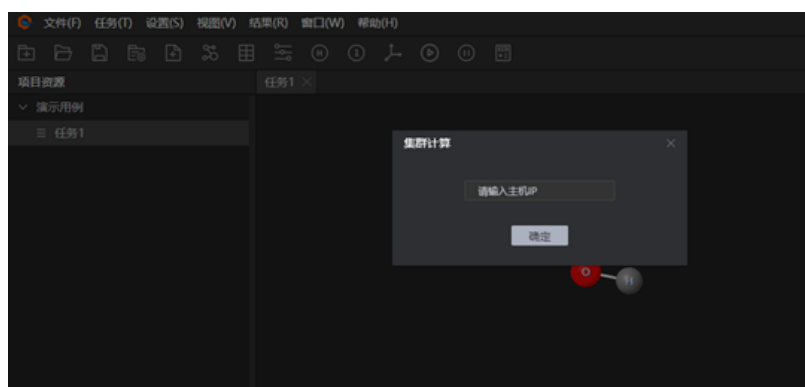 文件(F) 任务(T) 设置(S) 视图(V) 结果(R) 窗口(W) 帮助(H)
项目资源
任务1
演示用例
任务1
集群计算
请输入主机IP
确定
O
H